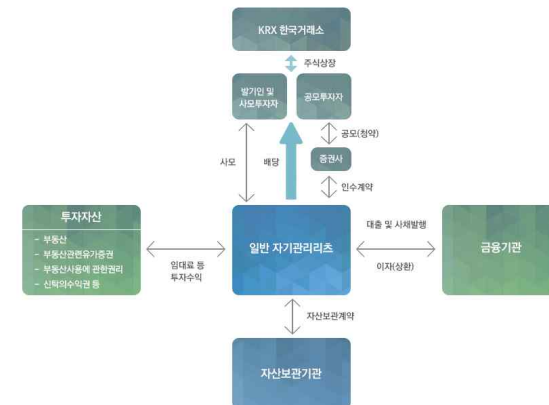 KRX 한국거래소
주식상장
발기인 및
사모투자자
공모투자자
공모(청약)
사모
배당
증권사
인수계약
투자자산
- 부동산
- 부동산관련유가증권
- 부동산사용에 관한권리
- 신탁의수익권 등
임대료 등
투자수익
일반 자기관리리츠
대출 및 사채발행
이자(상환)
금융기관
자산보관계약
자산보관기관